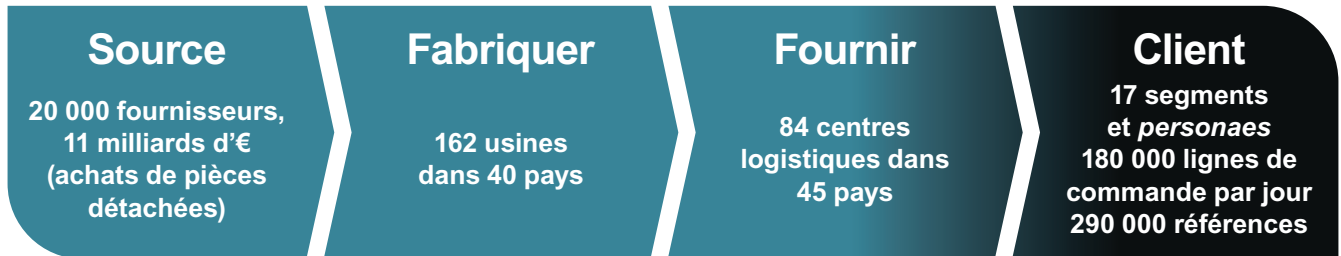 Source
20 000 fournisseurs,
11 milliards d'€
(achats de pièces
détachées)
Fabriquer
162 usines
dans 40 pays
Fournir
84 centres
logistiques dans
45 pays
Client
17 segments
et personaes
180 000 lignes de
commande par jour
290 000 références